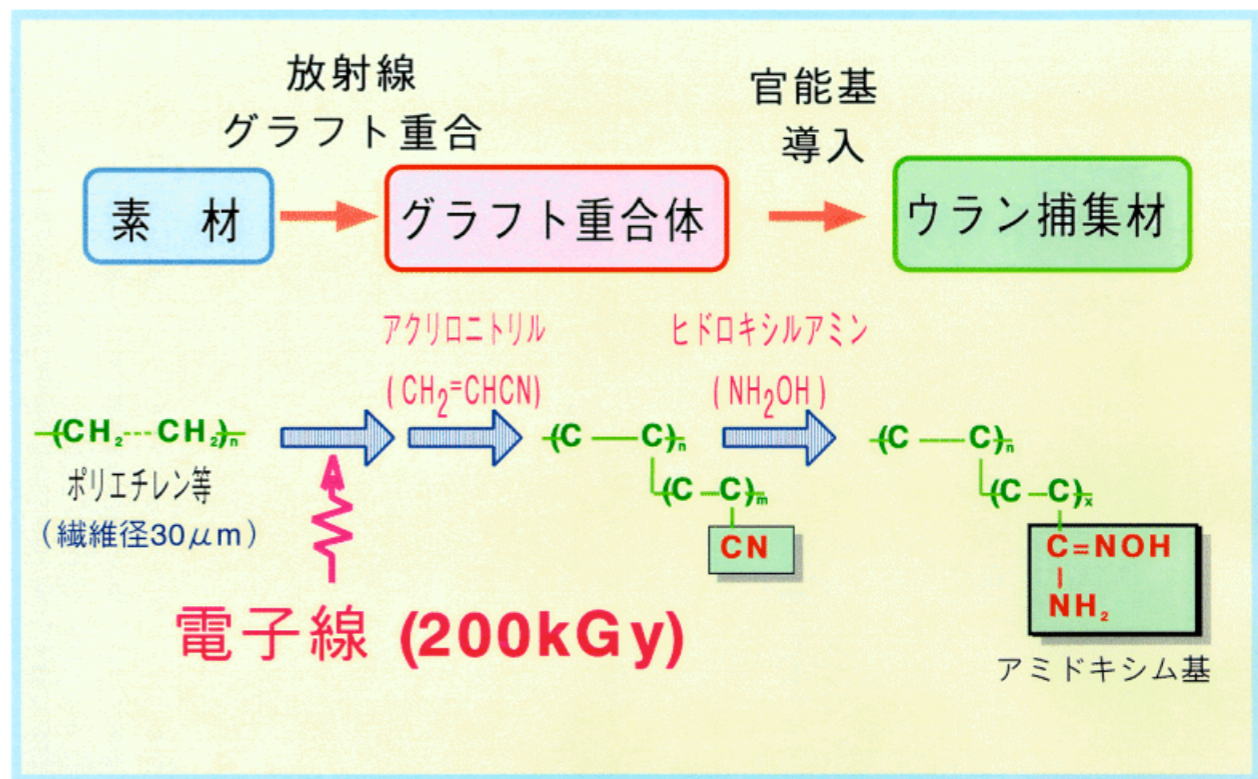 放射線
グラフト重合
官能基
導入
素 材
グラフト重合体
ウラン捕集材
アクリロニトリル
(CH₂=CHCN)
ヒドロキシルアミン
(NH₂OH)
-(CH₂---CH₂)n
-(C — C)n
-(C — C)n
ポリエチレン等
(繊維径30μm)
(C — C)m
(C — C)x
CN
C=NOH
NH₂
電子線 (200kGy)
アミドキシム基